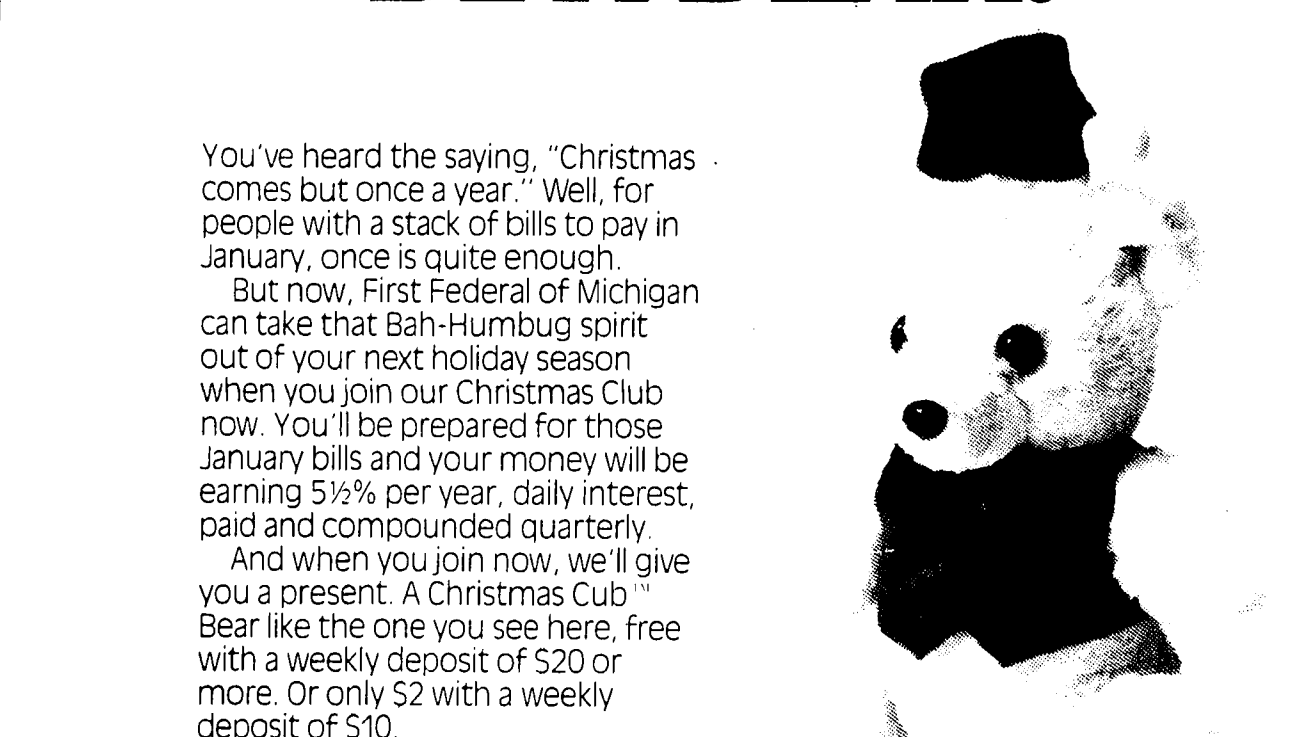 You've heard the saying, "Christmas
comes but once a year." Well, for
people with a stack of bills to pay in
January, once is quite enough.
But now, First Federal of Michigan
can take that Bah-Humbug spirit
out of your next holiday season
when you join our Christmas Club
now. You'll be prepared for those
January bills and your money will be
earning 5½% per year, daily interest,
paid and compounded quarterly.
And when you join now, we'll give
you a present. A Christmas Cub™
Bear like the one you see here, free
with a weekly deposit of $20 or
more. Or only $2 with a weekly
deposit of $10.